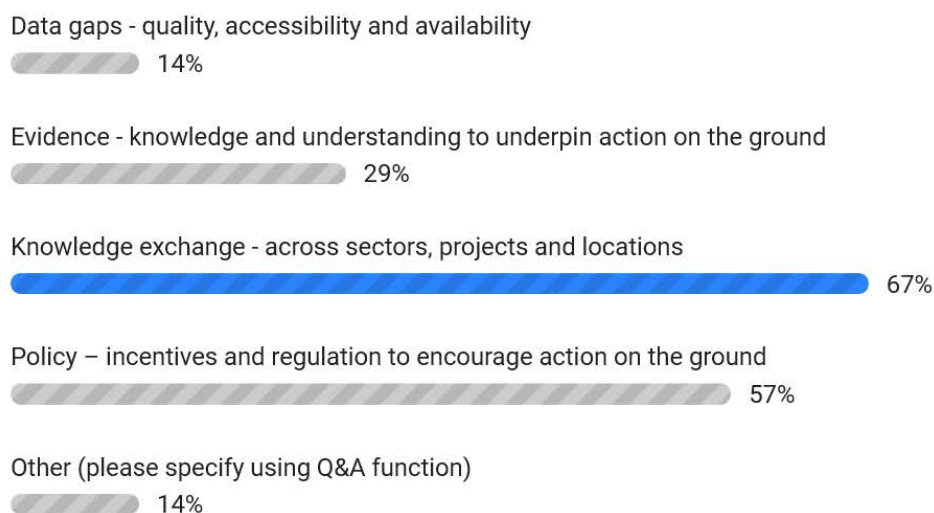 Data gaps - quality, accessibility and availability
14%
Evidence - knowledge and understanding to underpin action on the ground
29%
Knowledge exchange - across sectors, projects and locations
67%
Policy – incentives and regulation to encourage action on the ground
57%
Other (please specify using Q&A function)
14%